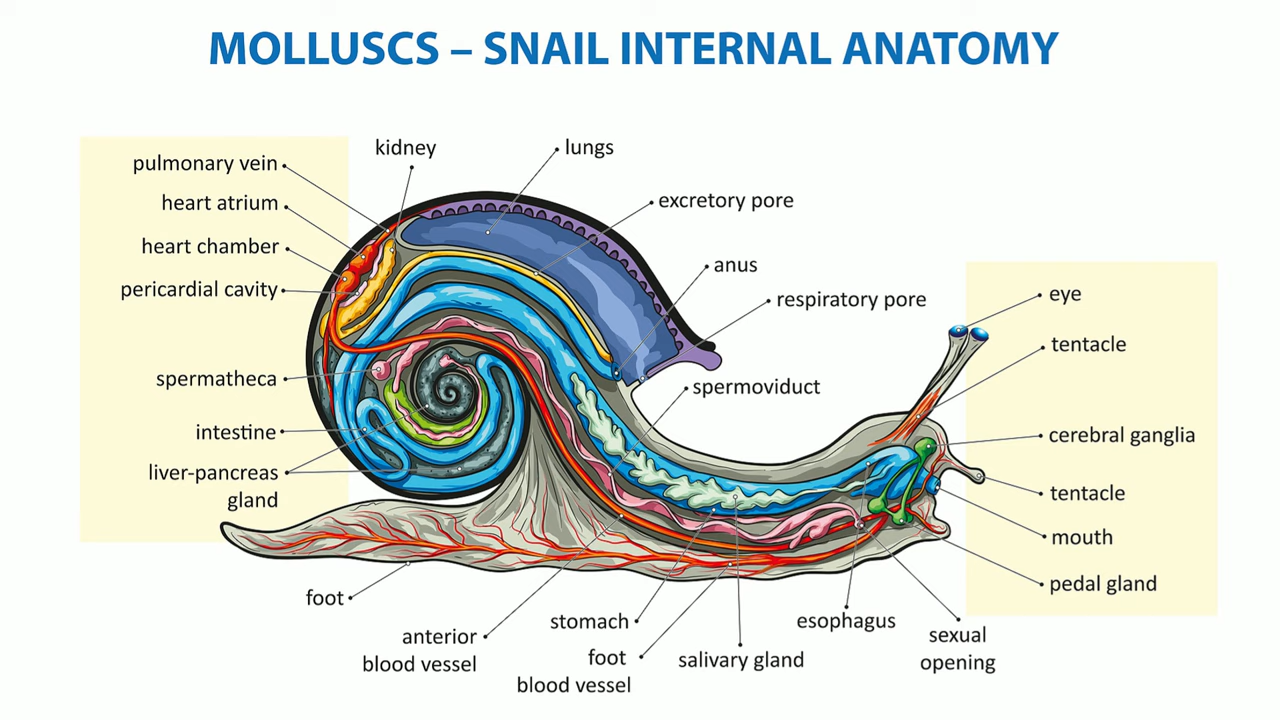 MOLLUSCS – SNAIL INTERNAL ANATOMY
pulmonary vein
heart atrium
heart chamber
pericardial cavity
spermatheca
intestine
liver-pancreas
gland
kidney
lungs
excretory pore
anus
respiratory pore
spermoviduct
eye
tentacle
cerebral ganglia
tentacle
mouth
pedal gland
foot
anterior
blood vessel
stomach
foot
blood vessel
salivary gland
esophagus
sexual
opening